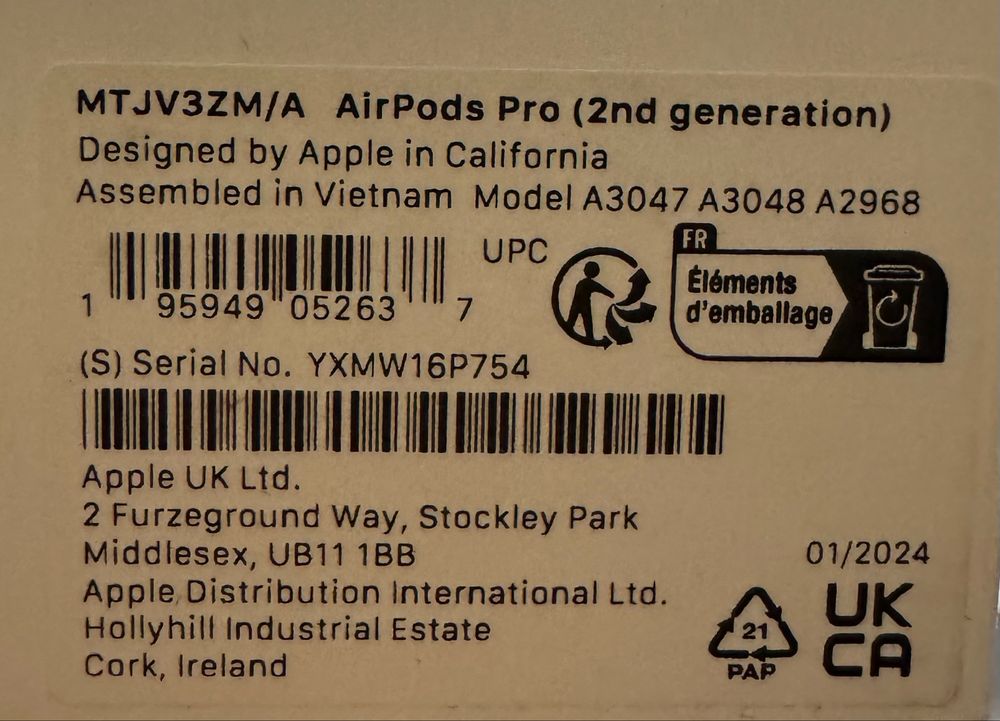 MTJV3ZM/A AirPods Pro (2nd generation)
Designed by Apple in California
Assembled in Vietnam Model A3047 A3048 A2968
UPC
1 95949 05263 7
FR
Éléments
d'emballage
(S) Serial No. YXMW16P754
Apple UK Ltd.
2 Furzeground Way, Stockley Park
Middlesex, UB11 1BB
01/2024
Apple Distribution International Ltd.
Hollyhill Industrial Estate
Cork, Ireland
21
PAP
UK
CA